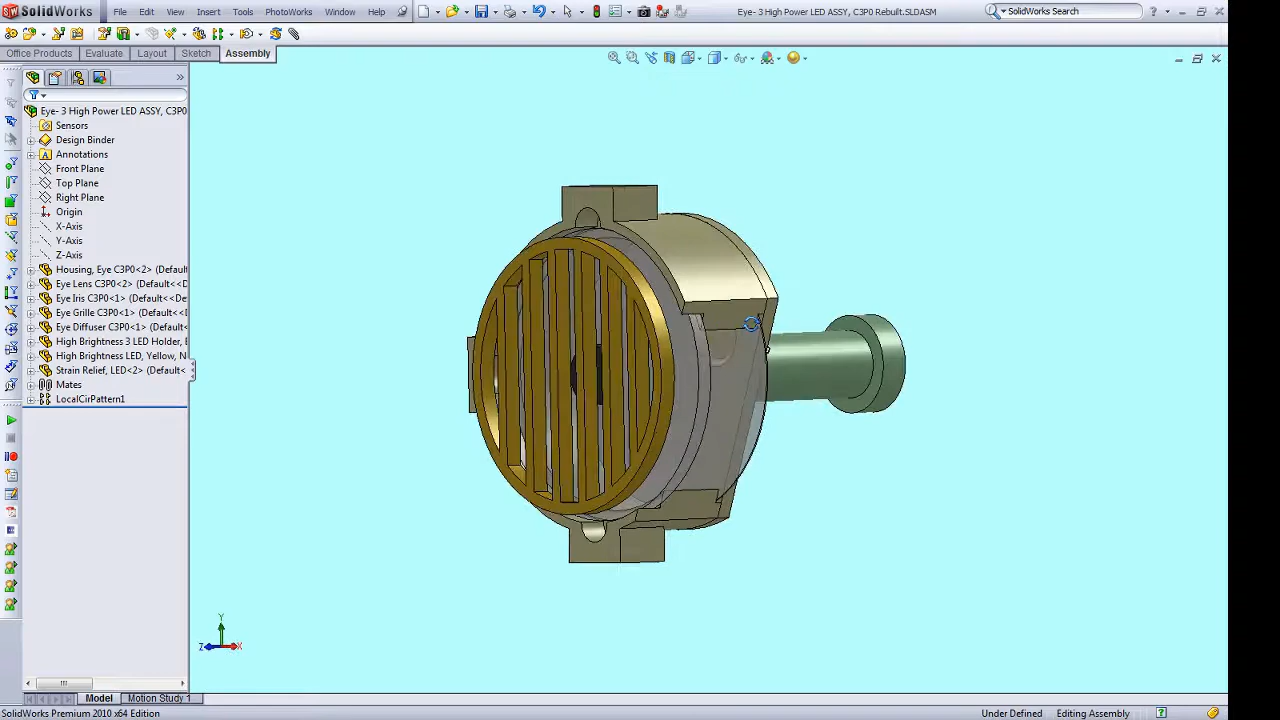 SolidWorks File Edit View Insert Tools PhotoWorks Window Help Eye- 3 High Power LED ASSY, C3P0 Rebuilt.SLDASM SolidWorks Search
Office Products Evaluate Layout Sketch Assembly
Eye- 3 High Power LED ASSY, C3P0
Sensors
Design Binder
Annotations
Front Plane
Top Plane
Right Plane
Origin
X-Axis
Y-Axis
Z-Axis
Housing, Eye C3P0<2> (Default
Eye Lens C3P0<2> (Default<<D
Eye Iris C3P0<1> (Default<<De
Eye Grille C3P0<1> (Default<<
Eye Diffuser C3P0<1> (Default
High Brightness 3 LED Holder, E
High Brightness LED, Yellow, N
Strain Relief, LED<2> (Default<
Mates
LocalCirPattern1
Y
Z X
Model Motion Study 1
SolidWorks Premium 2010 x64 Edition Under Defined Editing Assembly